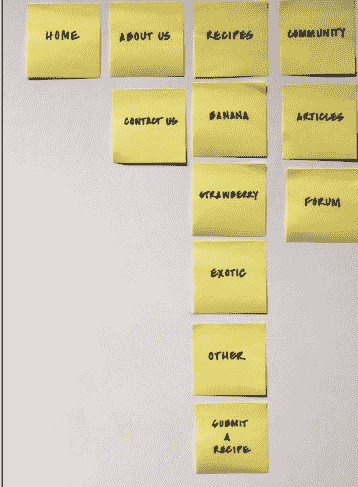 HOME
ABOUT US
RECIPES
COMMUNITY
CONTACT US
BANANA
ARTICLES
STRAWBERRY
FORUM
EXOTIC
OTHER
SUBMIT
A
RECIPE